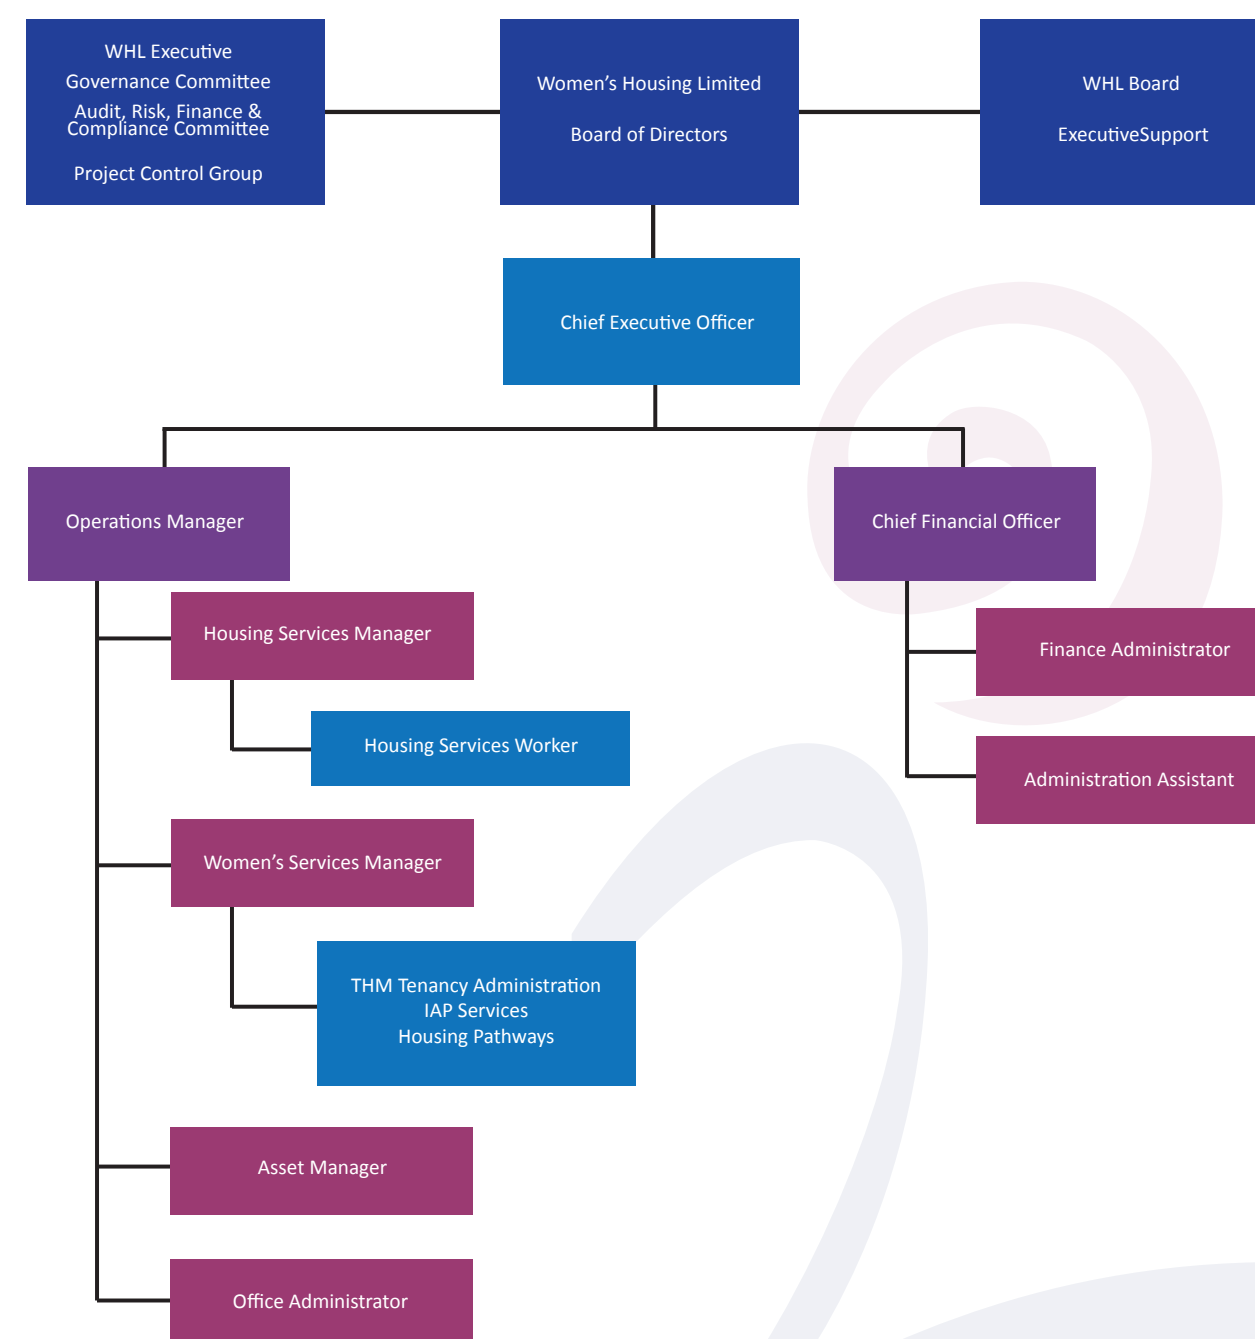 WHL Executive
Governance Committee
Audit, Risk, Finance &
Compliance Committee
Project Control Group
Women’s Housing Limited
Board of Directors
WHL Board
ExecutiveSupport
Chief Executive Officer
Operations Manager
Chief Financial Officer
Housing Services Manager
Finance Administrator
Housing Services Worker
Administration Assistant
Women’s Services Manager
THM Tenancy Administration
IAP Services
Housing Pathways
Asset Manager
Office Administrator